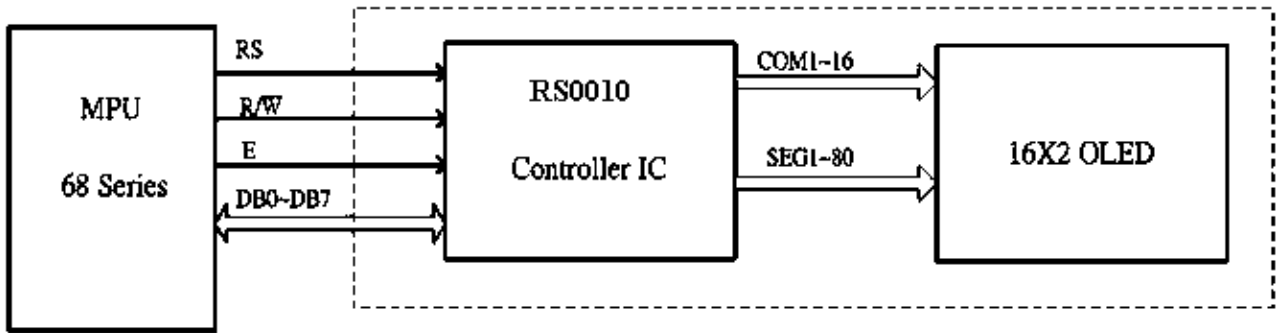 MPU
68 Series
RS
R/W
E
DB0~DB7
RS0010
Controller IC
COM1~16
SEG1~80
16X2 OLED